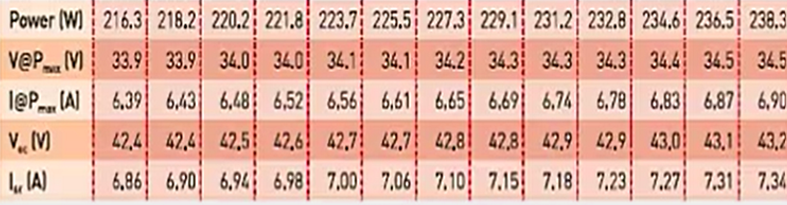 Power (W) 216.3 218.2 220.2 221.8 223.7 225.5 227.3 229.1 231.2 232.8 234.6 236.5 238.3
V@Pmax (V) 33.9 33.9 34.0 34.0 34.1 34.1 34.2 34.3 34.3 34.3 34.4 34.5 34.5
I@Pmax (A) 6,39 6,43 6,48 6,52 6,56 6,61 6,65 6,69 6,74 6,78 6,83 6,87 6,90
Voc (V) 42,4 42,4 42,5 42,6 42,7 42,7 42,8 42,8 42,9 42,9 43,0 43,1 43,2
Isc (A) 6,86 6,90 6,94 6,98 7,00 7,06 7,10 7,15 7,18 7,23 7,27 7,31 7,34